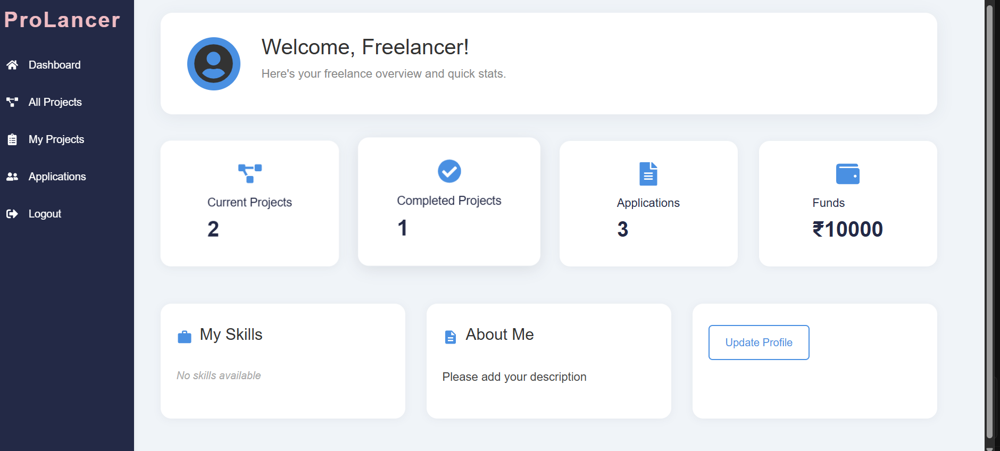 ProLancer
Dashboard
All Projects
My Projects
Applications
Logout
Welcome, Freelancer!
Here's your freelance overview and quick stats.
Current Projects
2
Completed Projects
1
Applications
3
Funds
₹10000
My Skills
No skills available
About Me
Please add your description
Update Profile